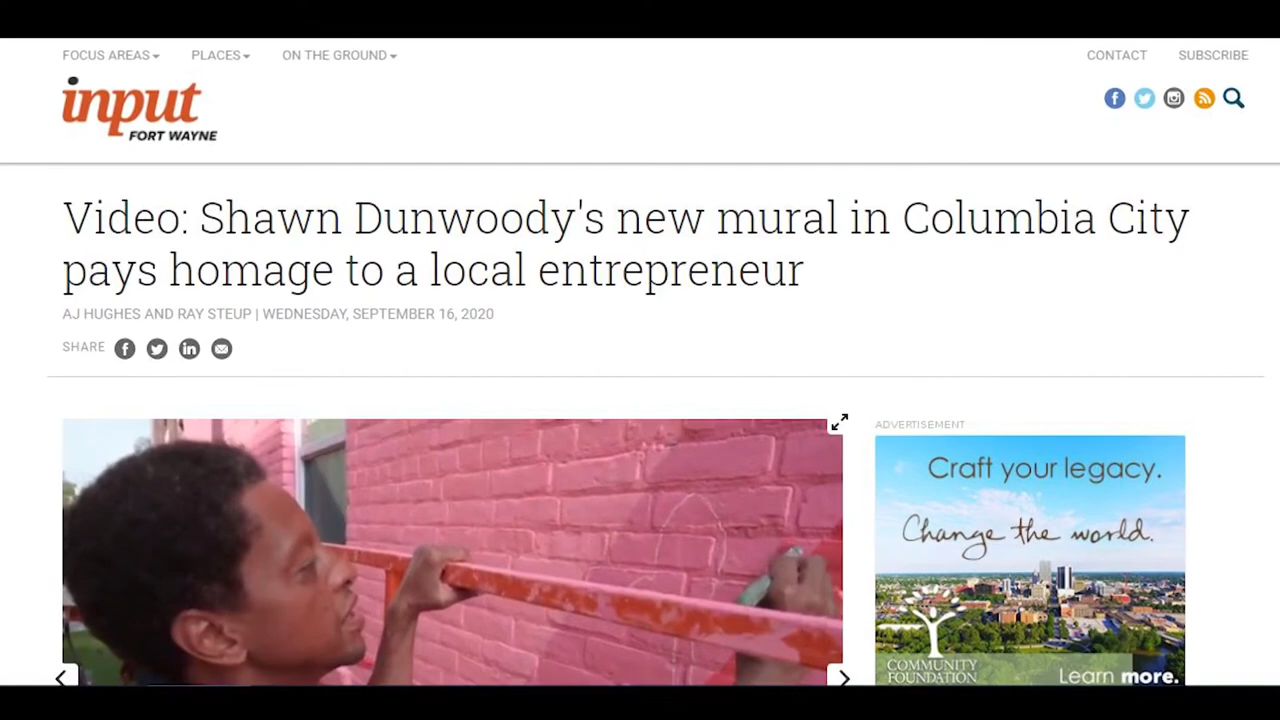 FOCUS AREAS
PLACES
ON THE GROUND
CONTACT
SUBSCRIBE
input
FORT WAYNE
Video: Shawn Dunwoody's new mural in Columbia City
pays homage to a local entrepreneur
AJ HUGHES AND RAY STEUP | WEDNESDAY, SEPTEMBER 16, 2020
SHARE
ADVERTISEMENT
Craft your legacy.
Change the world.
COMMUNITY
FOUNDATION
Learn more.